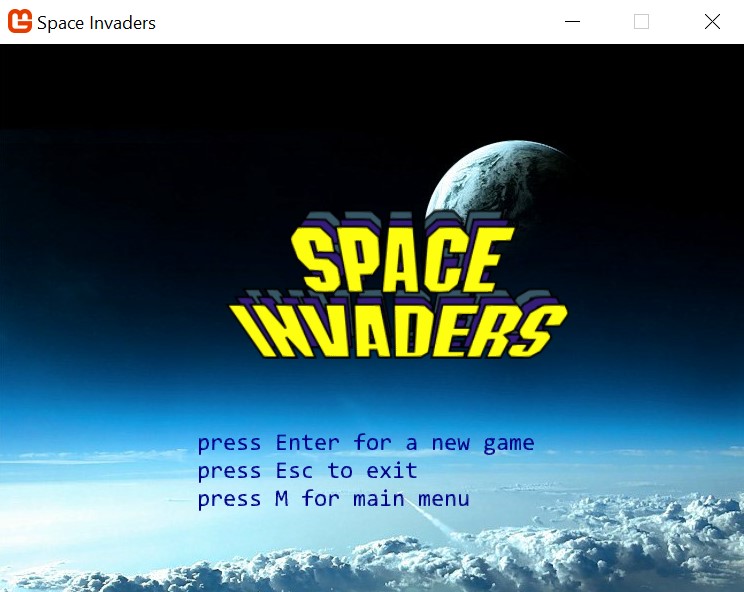 Space Invaders
SPACE
INVADERS
press Enter for a new game
press Esc to exit
press M for main menu